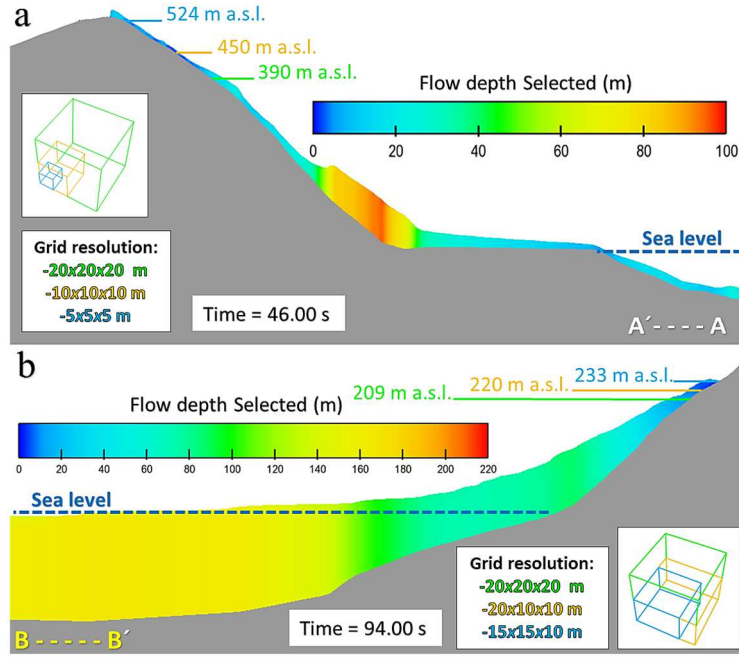 a
524 m a.s.l.
450 m a.s.l.
390 m a.s.l.
Flow depth Selected (m)
0 20 40 60 80 100
Grid resolution:
-20x20x20 m
-10x10x10 m
-5x5x5 m
Sea level
Time = 46.00 s
A´- - - - A
b
233 m a.s.l.
220 m a.s.l.
209 m a.s.l.
Flow depth Selected (m)
0 20 40 60 80 100 120 140 160 180 200 220
Sea level
Grid resolution:
-20x20x20 m
-20x10x10 m
-15x15x10 m
Time = 94.00 s
B - - - - - B´